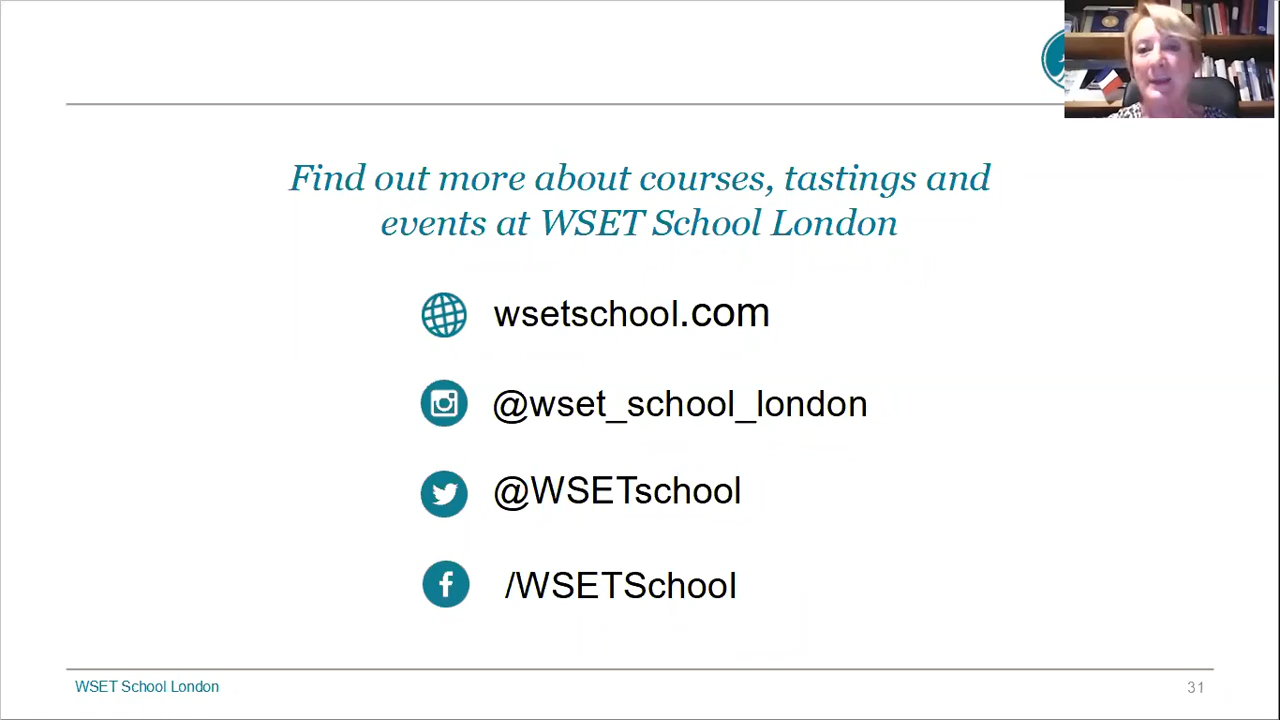 Find out more about courses, tastings and
events at WSET School London
wsetschool.com
@wset_school_london
@WSETschool
/WSETSchool
WSET School London
31